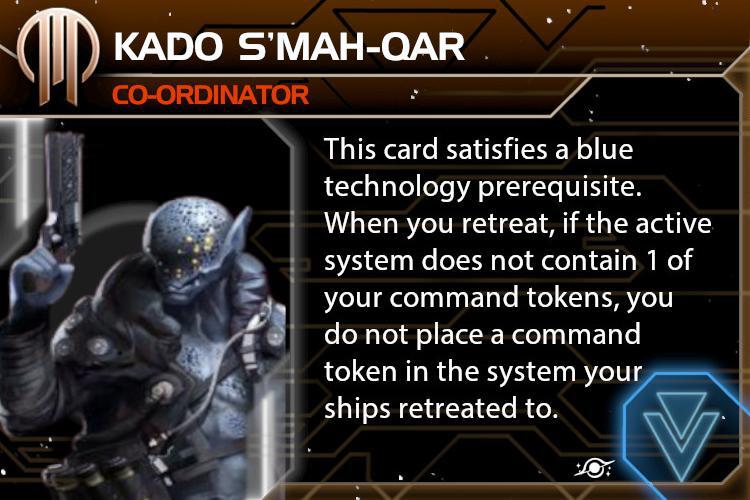 KADO S'MAH-QAR
CO-ORDINATOR
This card satisfies a blue
technology prerequisite.
When you retreat, if the active
system does not contain 1 of
your command tokens, you
do not place a command
token in the system your
ships retreated to.